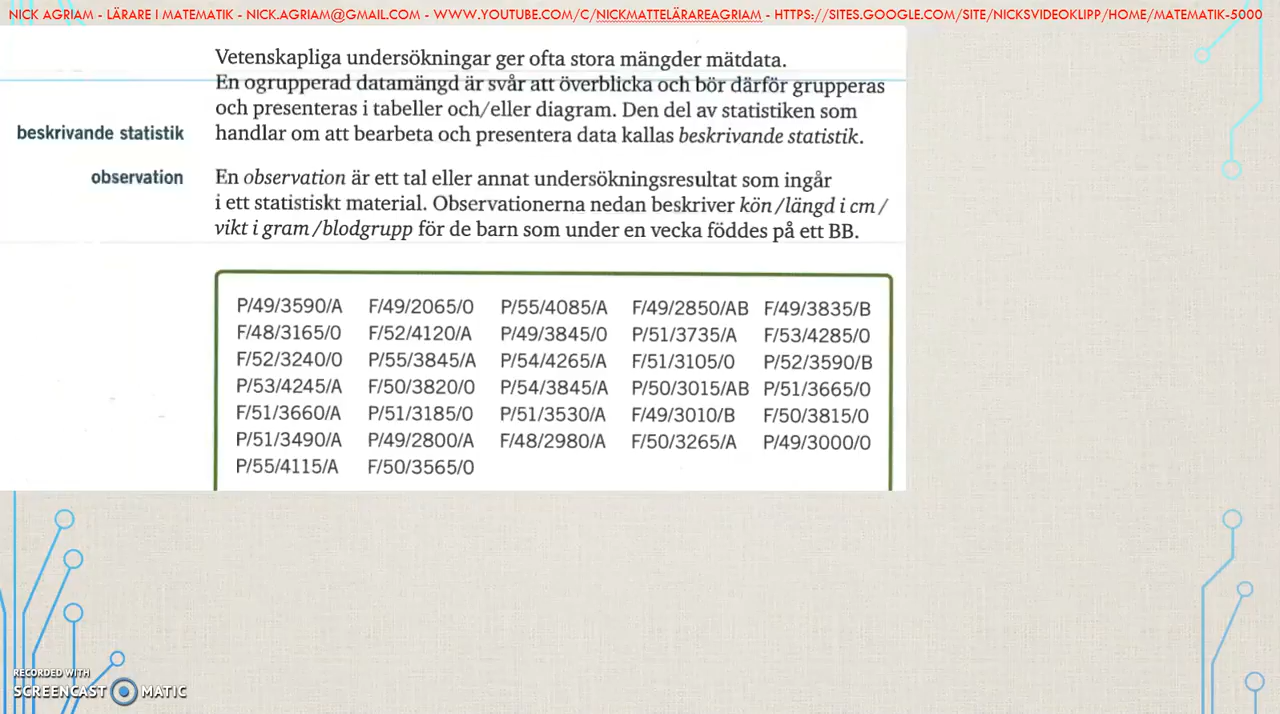 NICK AGRIAM - LÄRARE I MATEMATIK - NICK.AGRIAM@GMAIL.COM - WWW.YOUTUBE.COM/C/NICKMATTELÄRAREAGRIAM - HTTPS://SITES.GOOGLE.COM/SITE/NICKSVIDEOKLIPP/HOME/MATEMATIK-5000
Vetenskapliga undersökningar ger ofta stora mängder mätdata.
En ogrupperad datamängd är svår att överblicka och bör därför grupperas
och presenteras i tabeller och/eller diagram. Den del av statistiken som
beskrivande statistik handlar om att bearbeta och presentera data kallas beskrivande statistik.
observation En observation är ett tal eller annat undersökningsresultat som ingår
i ett statistiskt material. Observationerna nedan beskriver kön/längd i cm/
vikt i gram/blodgrupp för de barn som under en vecka föddes på ett BB.
P/49/3590/A F/49/2065/0 P/55/4085/A F/49/2850/AB F/49/3835/B
F/48/3165/0 F/52/4120/A P/49/3845/0 P/51/3735/A F/53/4285/0
F/52/3240/0 P/55/3845/A P/54/4265/A F/51/3105/0 P/52/3590/B
P/53/4245/A F/50/3820/0 P/54/3845/A P/50/3015/AB P/51/3665/0
F/51/3660/A P/51/3185/0 P/51/3530/A F/49/3010/B F/50/3815/0
P/51/3490/A P/49/2800/A F/48/2980/A F/50/3265/A P/49/3000/0
P/55/4115/A F/50/3565/0
RECORDED WITH
SCREENCAST MATIC